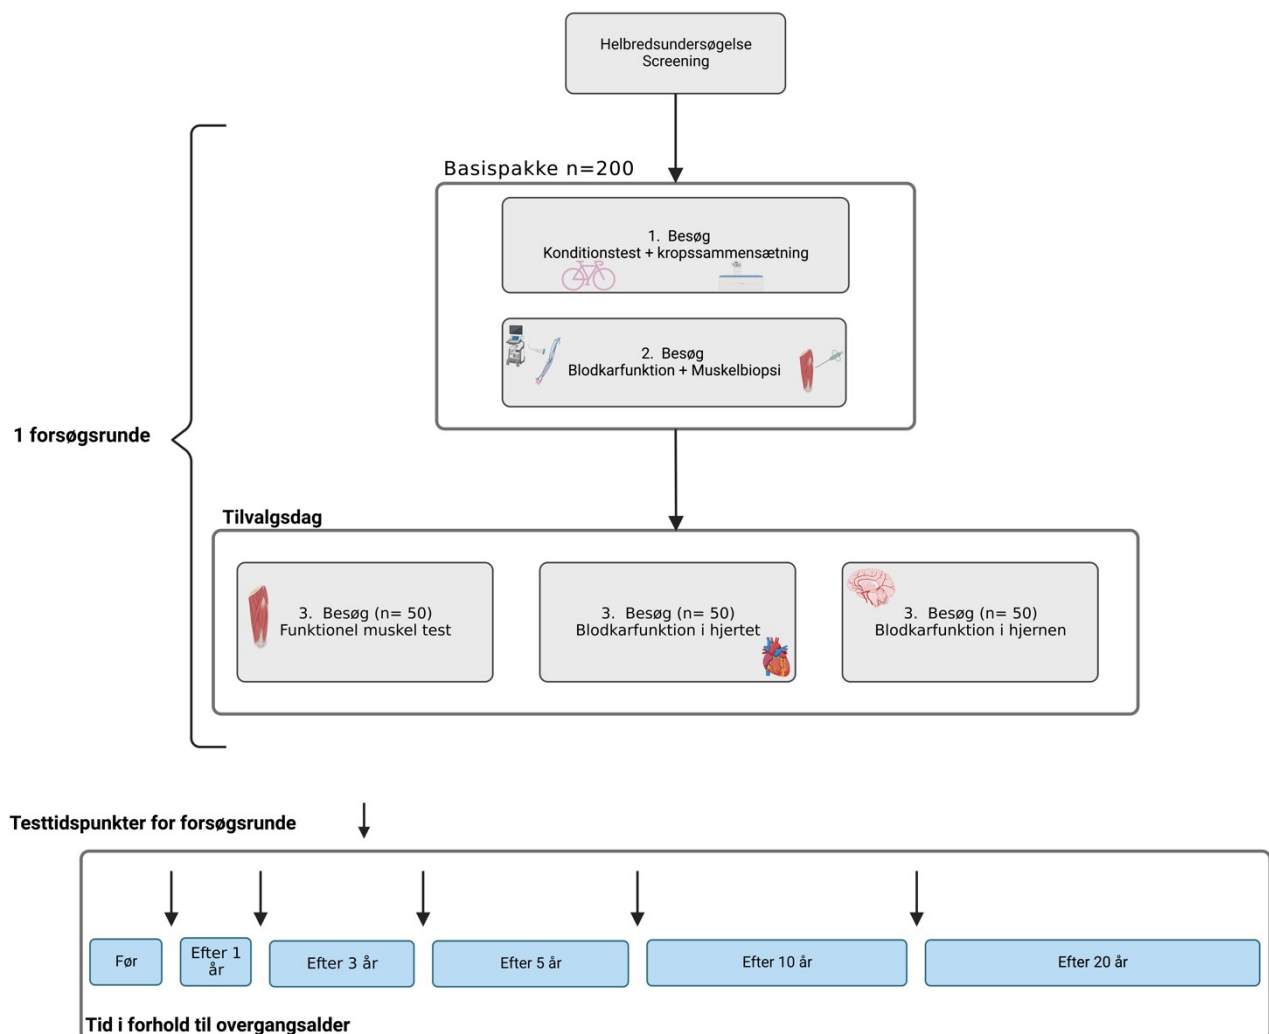 Helbredsundersøgelse
Screening
Basispakke n=200
1. Besøg
Konditionstest + kropssammensætning
2. Besøg
Blodkarfunktion + Muskelbiopsi
1 forsøgsrunde
Tilvalgsdag
3. Besøg (n= 50)
Funktionel muskel test
3. Besøg (n= 50)
Blodkarfunktion i hjertet
3. Besøg (n= 50)
Blodkarfunktion i hjernen
Testtidspunkter for forsøgsrunde
Før
Efter 1
år
Efter 3 år
Efter 5 år
Efter 10 år
Efter 20 år
Tid i forhold til overgangsalder